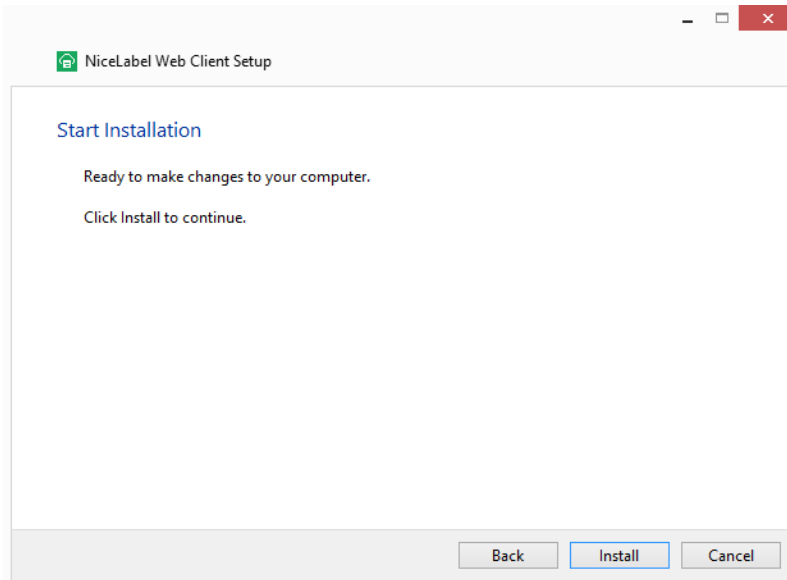 NiceLabel Web Client Setup
Start Installation
Ready to make changes to your computer.
Click Install to continue.
Back Install Cancel